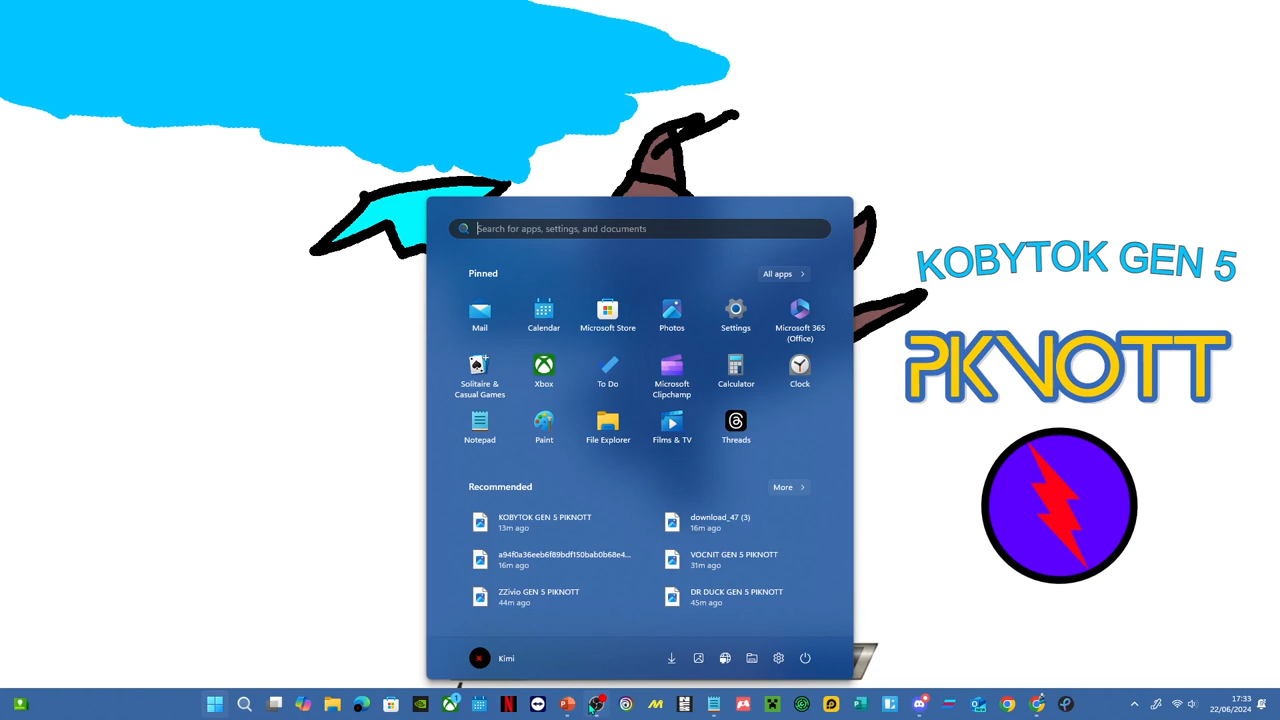 Search for apps, settings, and documents
Pinned
All apps
Mail
Calendar
Microsoft Store
Photos
Settings
Microsoft 365
(Office)
Solitaire &
Casual Games
Xbox
To Do
Microsoft
Clipchamp
Calculator
Clock
Notepad
Paint
File Explorer
Films & TV
Threads
Recommended
More
KOBYTOK GEN 5 PIKNOTT
13m ago
download_47 (3)
16m ago
a94f0a36eeb6f89bdf150bab0b68e4...
16m ago
VOCNIT GEN 5 PIKNOTT
31m ago
ZZivio GEN 5 PIKNOTT
44m ago
DR DUCK GEN 5 PIKNOTT
45m ago
Kimi
KOBYTOK GEN 5
PKNOTT
17:33
22/06/2024